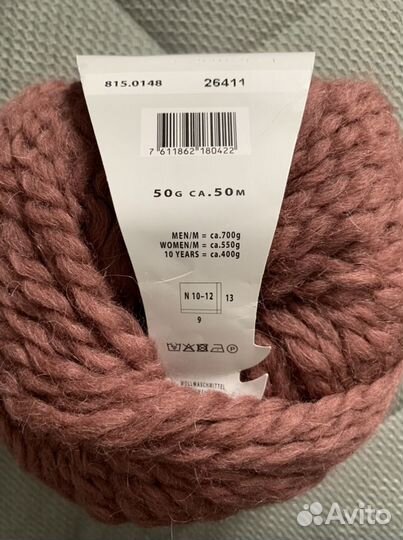 815.0148 26411
7 611862 180422
50G CA.50M
MEN/M = ca.700g
WOMEN/M = ca.550g
10 YEARS = ca.400g
N 10–12 13
9
P
WOLLWASCHMITTEL
Avito